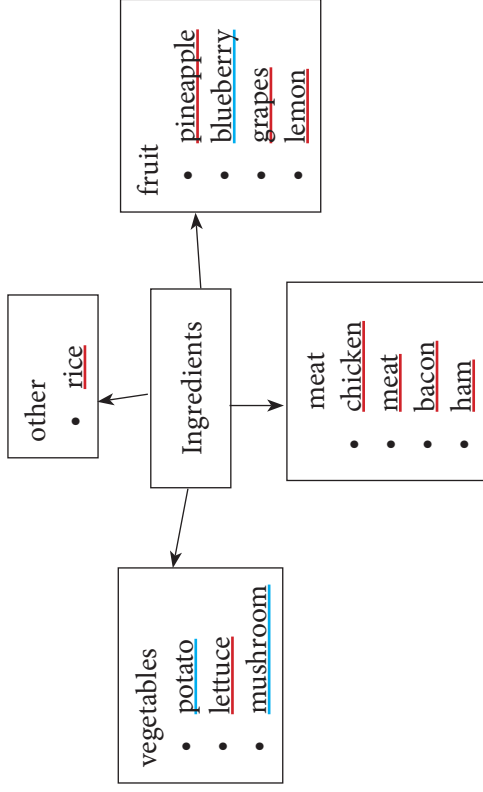 other
• rice
vegetables
• potato
• lettuce
• mushroom
Ingredients
fruit
• pineapple
• blueberry
• grapes
• lemon
meat
• chicken
• meat
• bacon
• ham